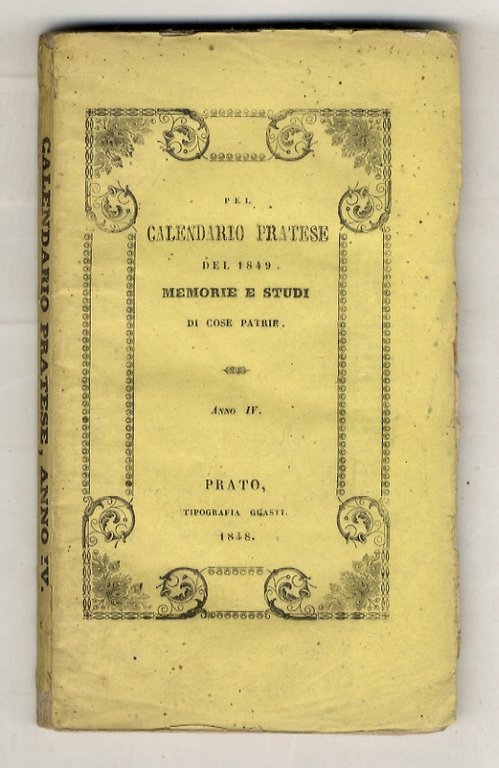 PEL
CALENDARIO PRATESE
DEL 1849.
MEMORIE E STUDI
DI COSE PATRIE.
ANNO IV.
PRATO,
TIPOGRAFIA GUASTI.
1848.
CALENDARIO PRATESE, ANNO IV.